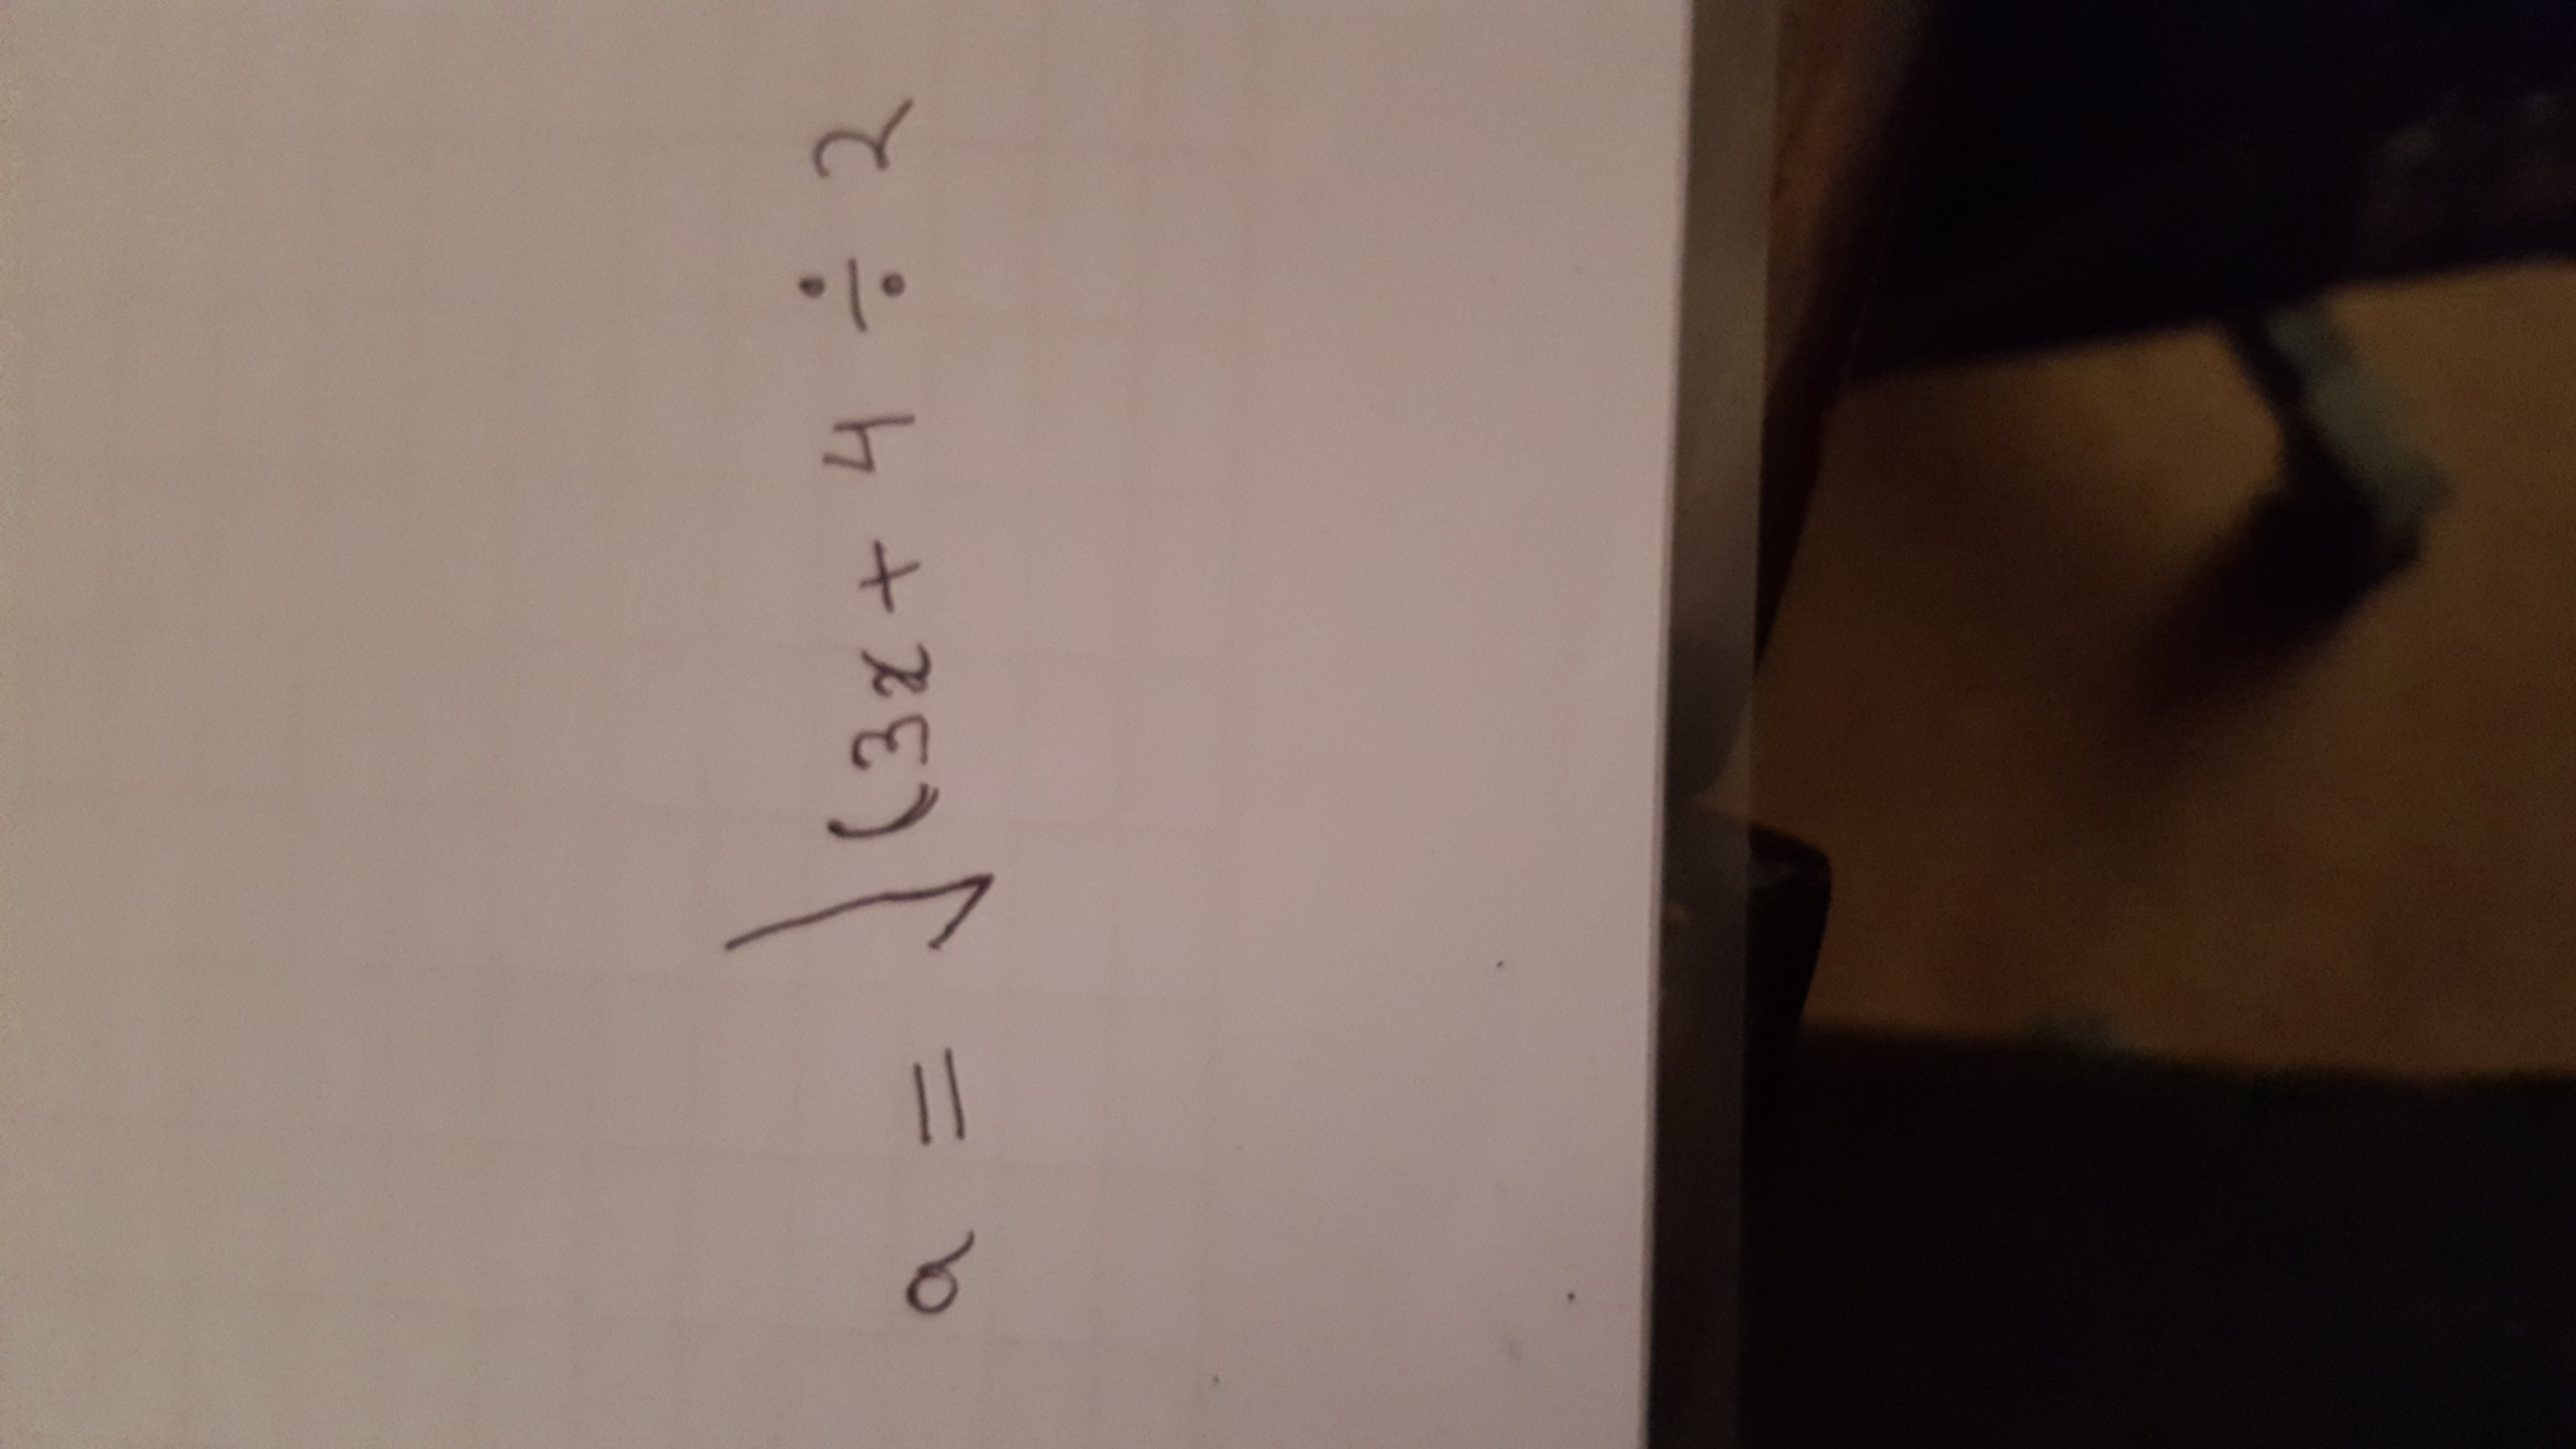 a = √(3x + 4 ÷ 2